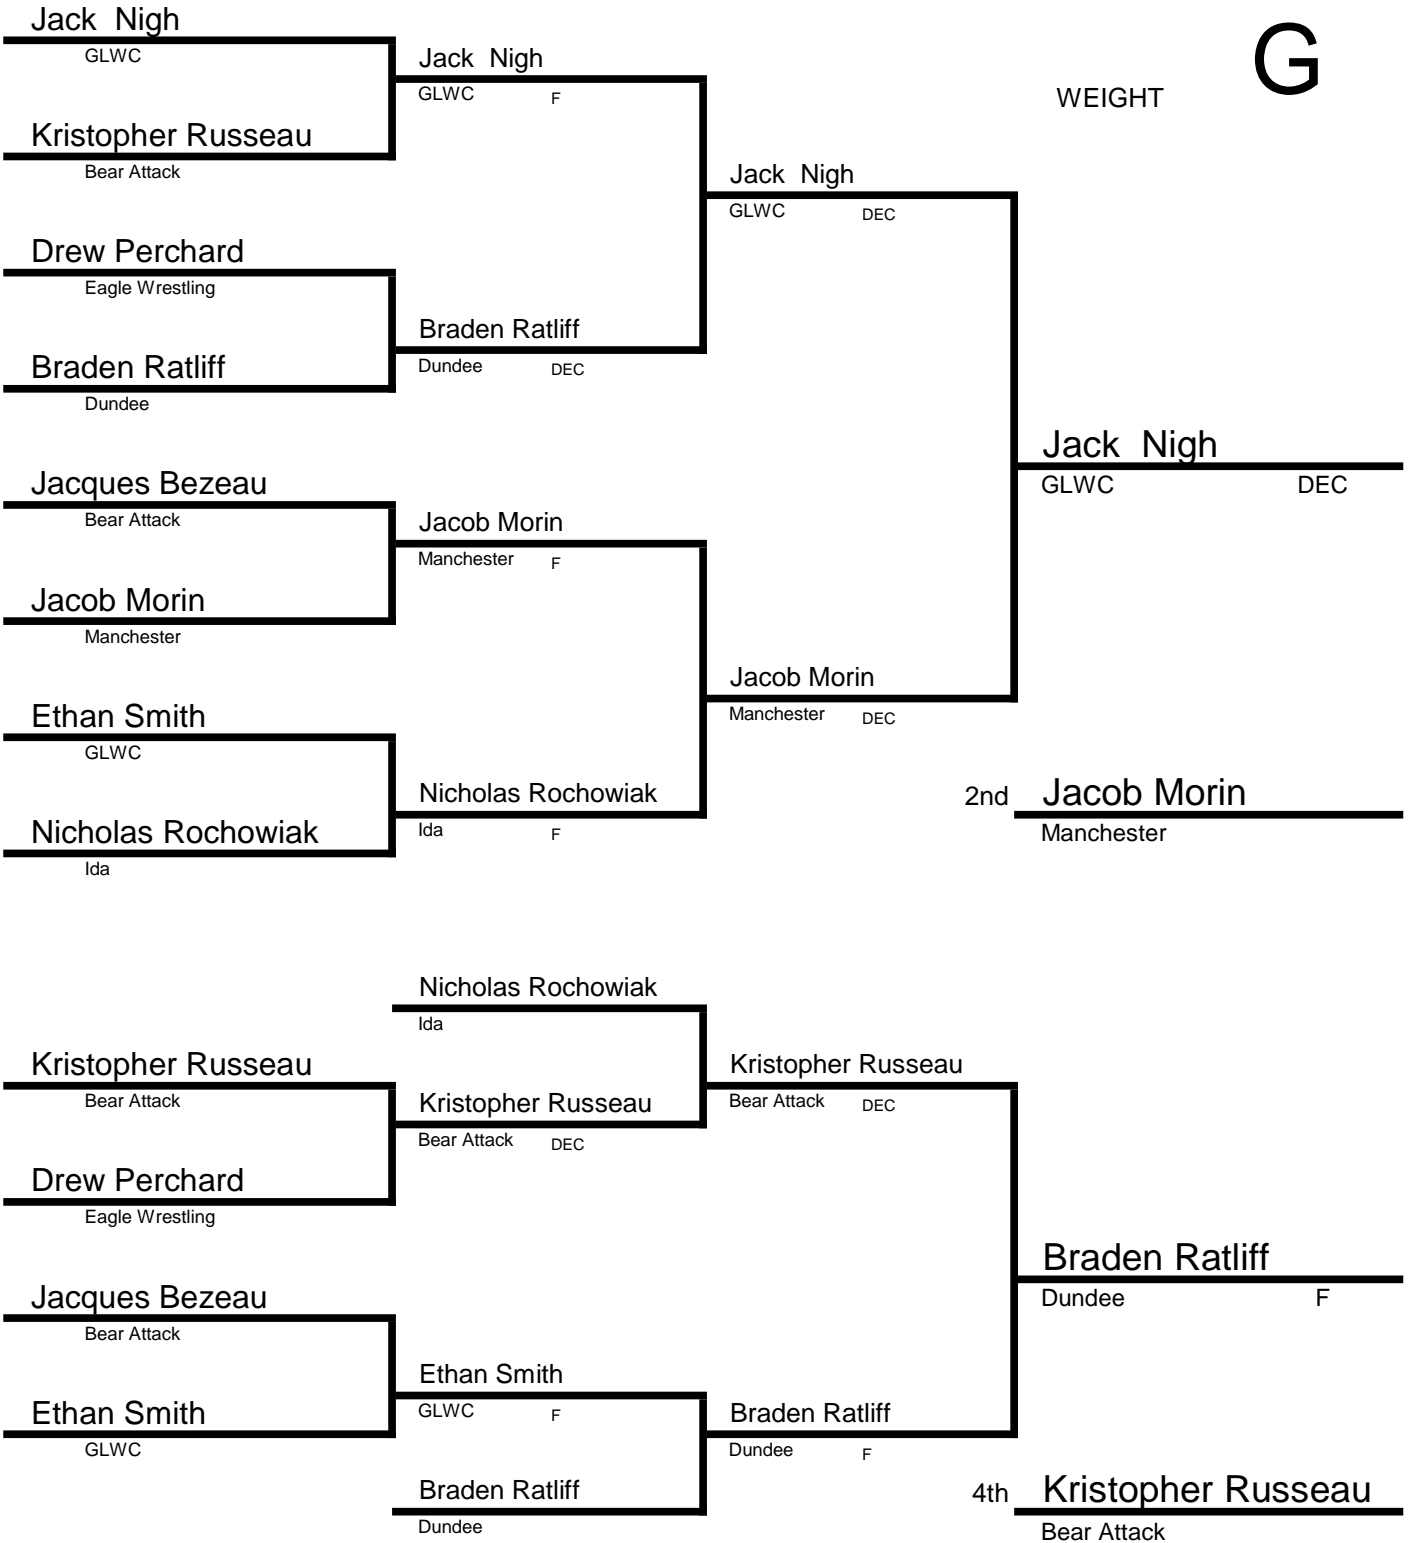 Jack  Nigh
GLWC
Kristopher Russeau
Bear Attack
Drew Perchard
Eagle Wrestling
Braden Ratliff
Dundee
Jacques Bezeau
Bear Attack
Jacob Morin
Manchester
Ethan Smith
GLWC
Nicholas Rochowiak
Ida
Jack  Nigh
GLWC F
Braden Ratliff
Dundee DEC
Jacob Morin
Manchester F
Nicholas Rochowiak
Ida F
Jack  Nigh
GLWC DEC
Jacob Morin
Manchester DEC
WEIGHT G
Jack  Nigh
GLWC DEC
2nd Jacob Morin
Manchester
Kristopher Russeau
Bear Attack
Drew Perchard
Eagle Wrestling
Jacques Bezeau
Bear Attack
Ethan Smith
GLWC
Nicholas Rochowiak
Ida
Kristopher Russeau
Bear Attack DEC
Ethan Smith
GLWC F
Braden Ratliff
Dundee
Kristopher Russeau
Bear Attack DEC
Braden Ratliff
Dundee F
Braden Ratliff
Dundee F
4th Kristopher Russeau
Bear Attack